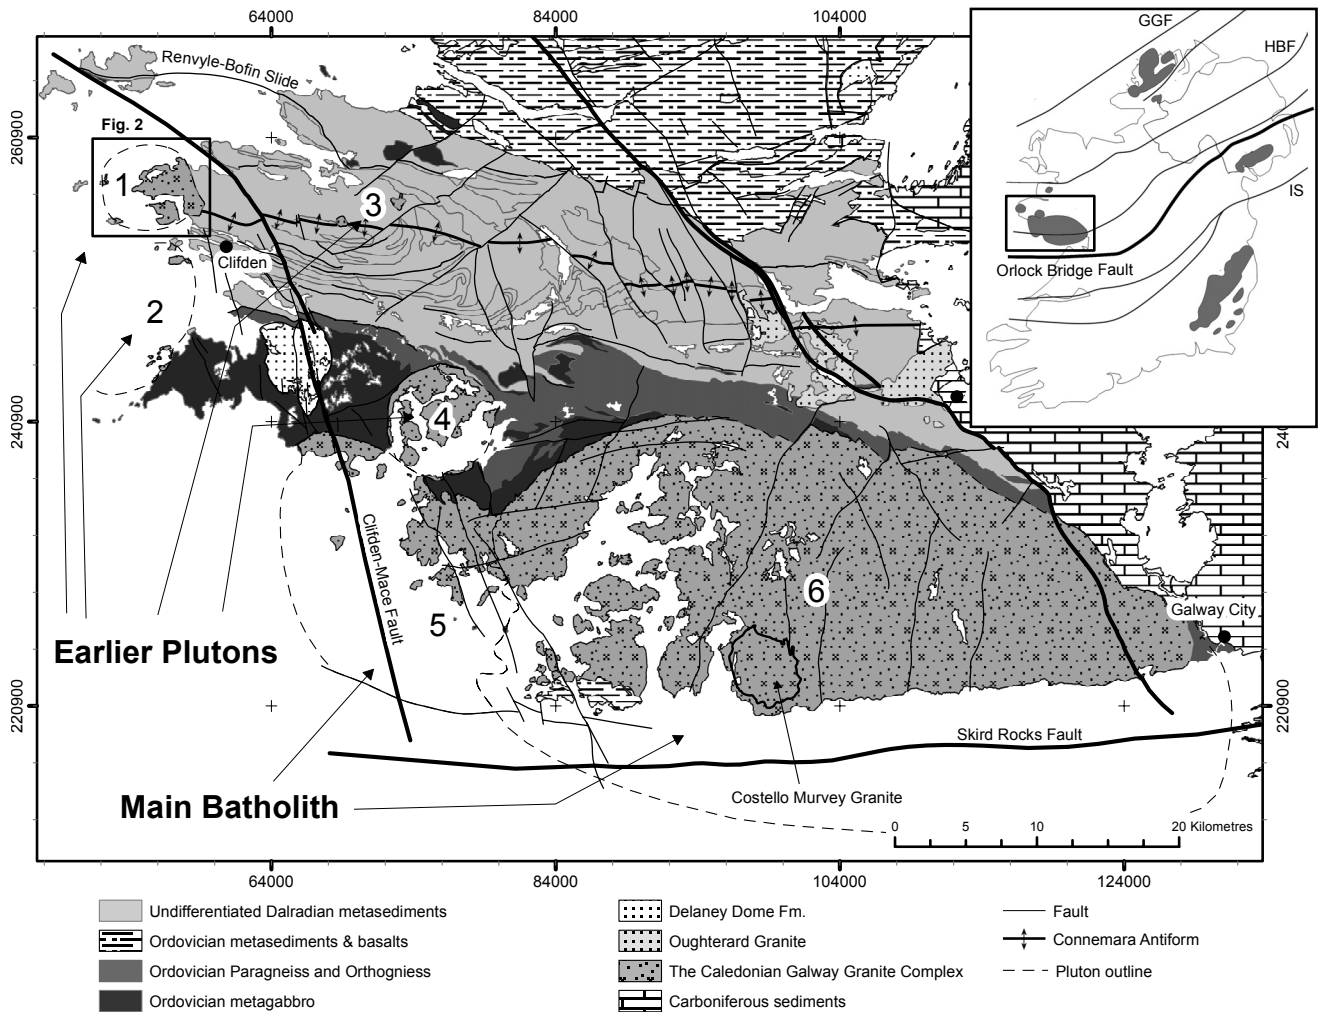 64000
84000
104000
GGF
HBF
IS
Orlock Bridge Fault
Renvyle-Bofin Slide
260900
Fig. 2
1
3
Clifden
2
240900
240
4
Clifden-Mace Fault
5
6
Galway City
Earlier Plutons
220900
220900
Skird Rocks Fault
Main Batholith
Costello Murvey Granite
0 5 10 20 Kilometres
64000
84000
104000
124000
Undifferentiated Dalradian metasediments
Ordovician metasediments & basalts
Ordovician Paragneiss and Orthogniess
Ordovician metagabbro
Delaney Dome Fm.
Oughterard Granite
The Caledonian Galway Granite Complex
Carboniferous sediments
Fault
Connemara Antiform
Pluton outline